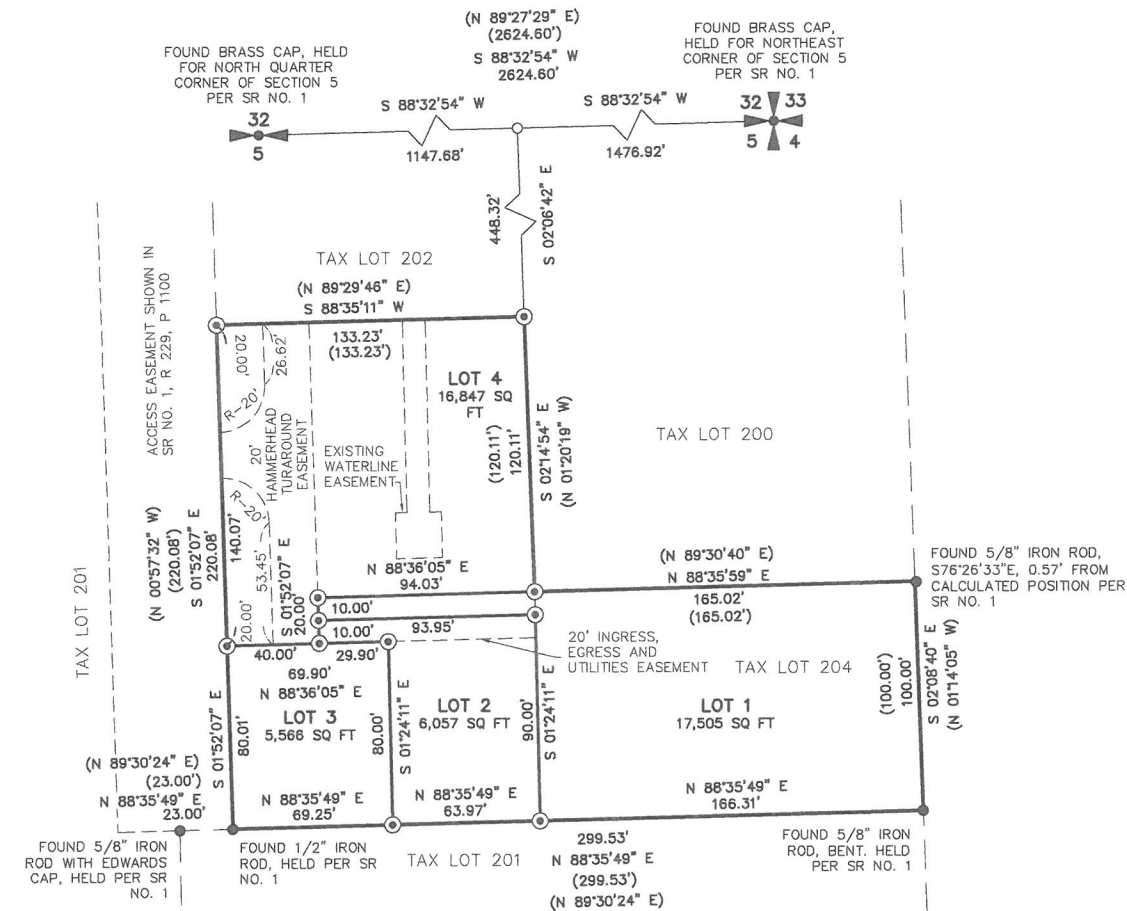 (N 89°27'29" E)
(2624.60')
S 88°32'54" W
2624.60'
FOUND BRASS CAP, HELD
FOR NORTH QUARTER
CORNER OF SECTION 5
PER SR NO. 1
FOUND BRASS CAP,
HELD FOR NORTHEAST
CORNER OF SECTION 5
PER SR NO. 1
32
5
S 88°32'54" W
1147.68'
S 88°32'54" W
1476.92'
32 33
5 4
448.32'
S 02°06'42" E
ACCESS EASEMENT SHOWN IN
SR NO. 1, R 229, P 1100
TAX LOT 202
(N 89°29'46" E)
S 88°35'11" W
133.23'
(133.23')
20.00'
26.62'
R-20'
LOT 4
16,847 SQ
FT
20'
HAMMERHEAD
TURAROUND
EASEMENT
EXISTING
WATERLINE
EASEMENT
(120.11')
120.11'
S 02°14'54" E
(N 01°20'19" W)
TAX LOT 200
R-20'
(N 00°57'32" W)
(220.08')
S 01°52'07" E
220.08'
140.07'
53.45'
20.00'
S 01°52'07" E
20.00'
N 88°36'05" E
94.03'
10.00'
10.00'
93.95'
(N 89°30'40" E)
N 88°35'59" E
165.02'
(165.02')
FOUND 5/8" IRON ROD,
S76°26'33"E, 0.57' FROM
CALCULATED POSITION PER
SR NO. 1
TAX LOT 201
40.00'
29.90'
69.90'
N 88°36'05" E
20' INGRESS,
EGRESS AND
UTILITIES EASEMENT
TAX LOT 204
LOT 3
5,566 SQ FT
LOT 2
6,057 SQ FT
LOT 1
17,505 SQ FT
S 01°52'07" E
80.01'
80.00'
S 01°24'11" E
90.00'
S 01°24'11" E
(100.00')
100.00'
S 02°08'40" E
(N 01°14'05" W)
(N 89°30'24" E)
(23.00')
N 88°35'49" E
23.00'
N 88°35'49" E
69.25'
N 88°35'49" E
63.97'
N 88°35'49" E
166.31'
FOUND 5/8" IRON
ROD WITH EDWARDS
CAP, HELD PER SR
NO. 1
FOUND 1/2" IRON
ROD, HELD PER SR
NO. 1
TAX LOT 201
299.53'
N 88°35'49" E
(299.53')
(N 89°30'24" E)
FOUND 5/8" IRON
ROD, BENT. HELD
PER SR NO. 1